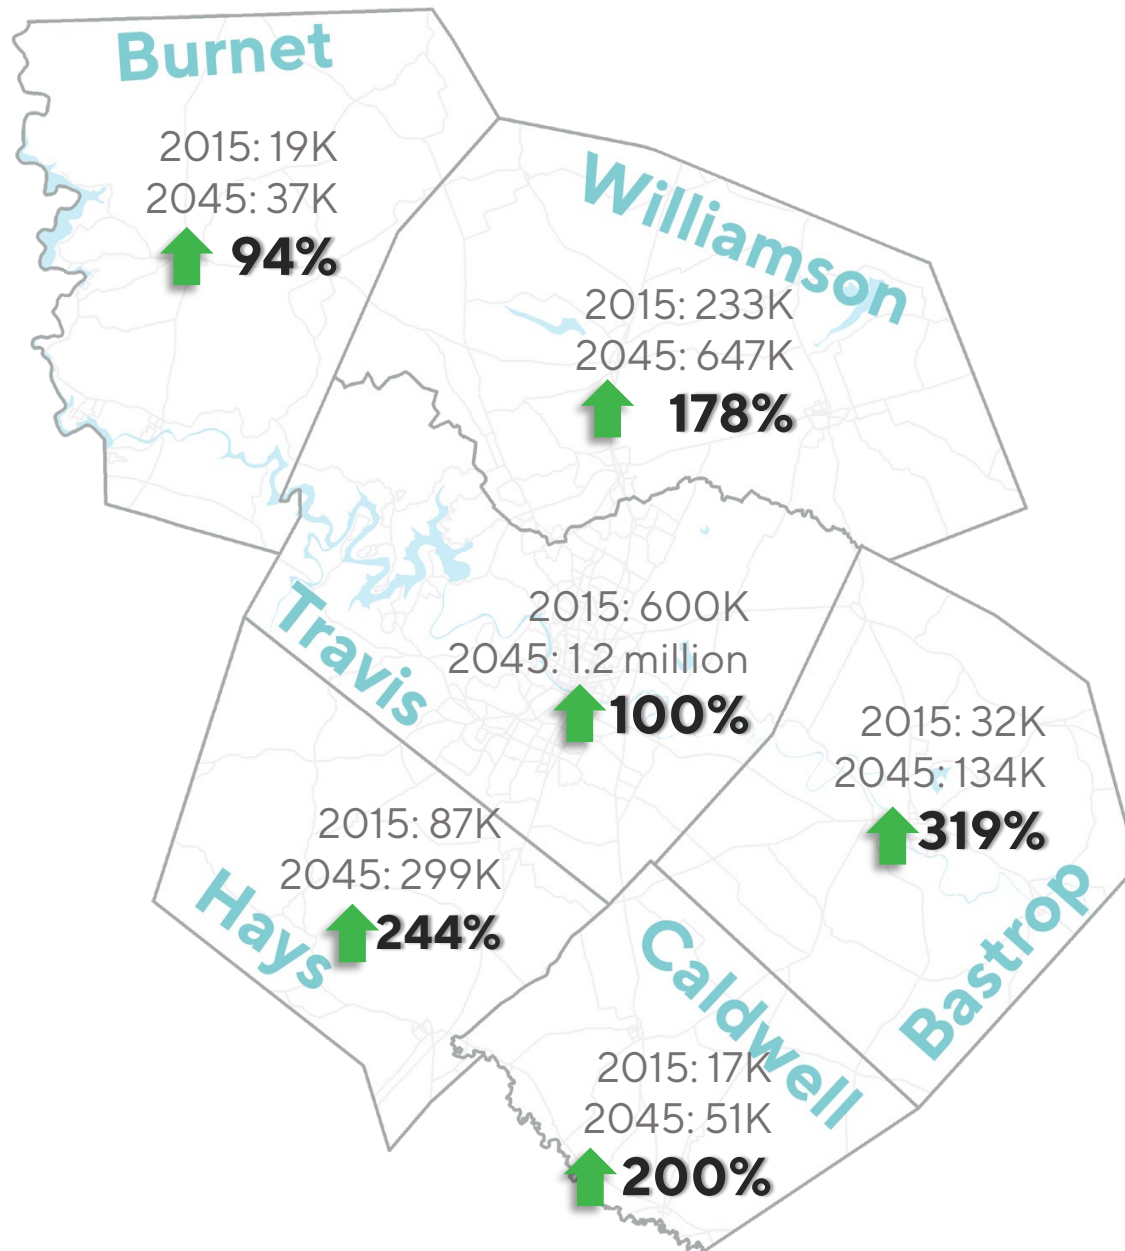 Burnet
2015: 19K
2045: 37K
94%
Williamson
2015: 233K
2045: 647K
178%
Travis
2015: 600K
2045: 1.2 million
100%
2015: 32K
2045: 134K
319%
Bastrop
2015: 87K
2045: 299K
244%
Hays
Caldwell
2015: 17K
2045: 51K
200%